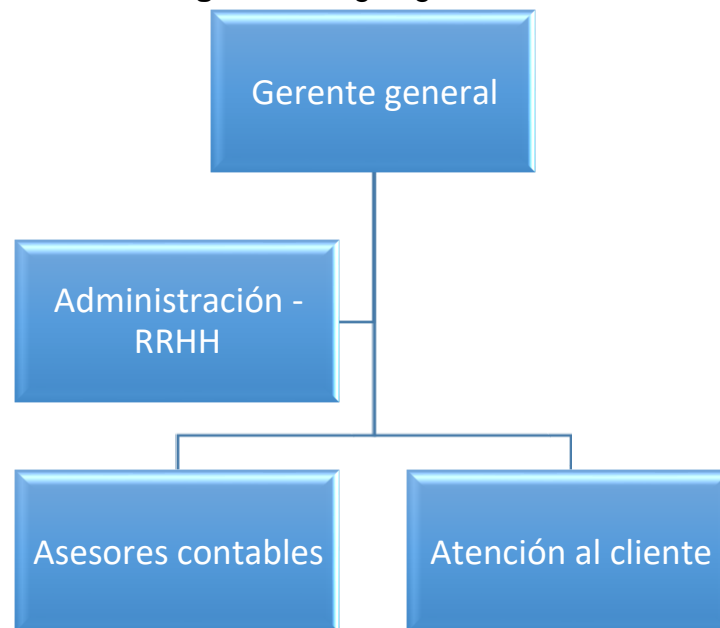 Gerente general
Administración -
RRHH
Asesores contables
Atención al cliente